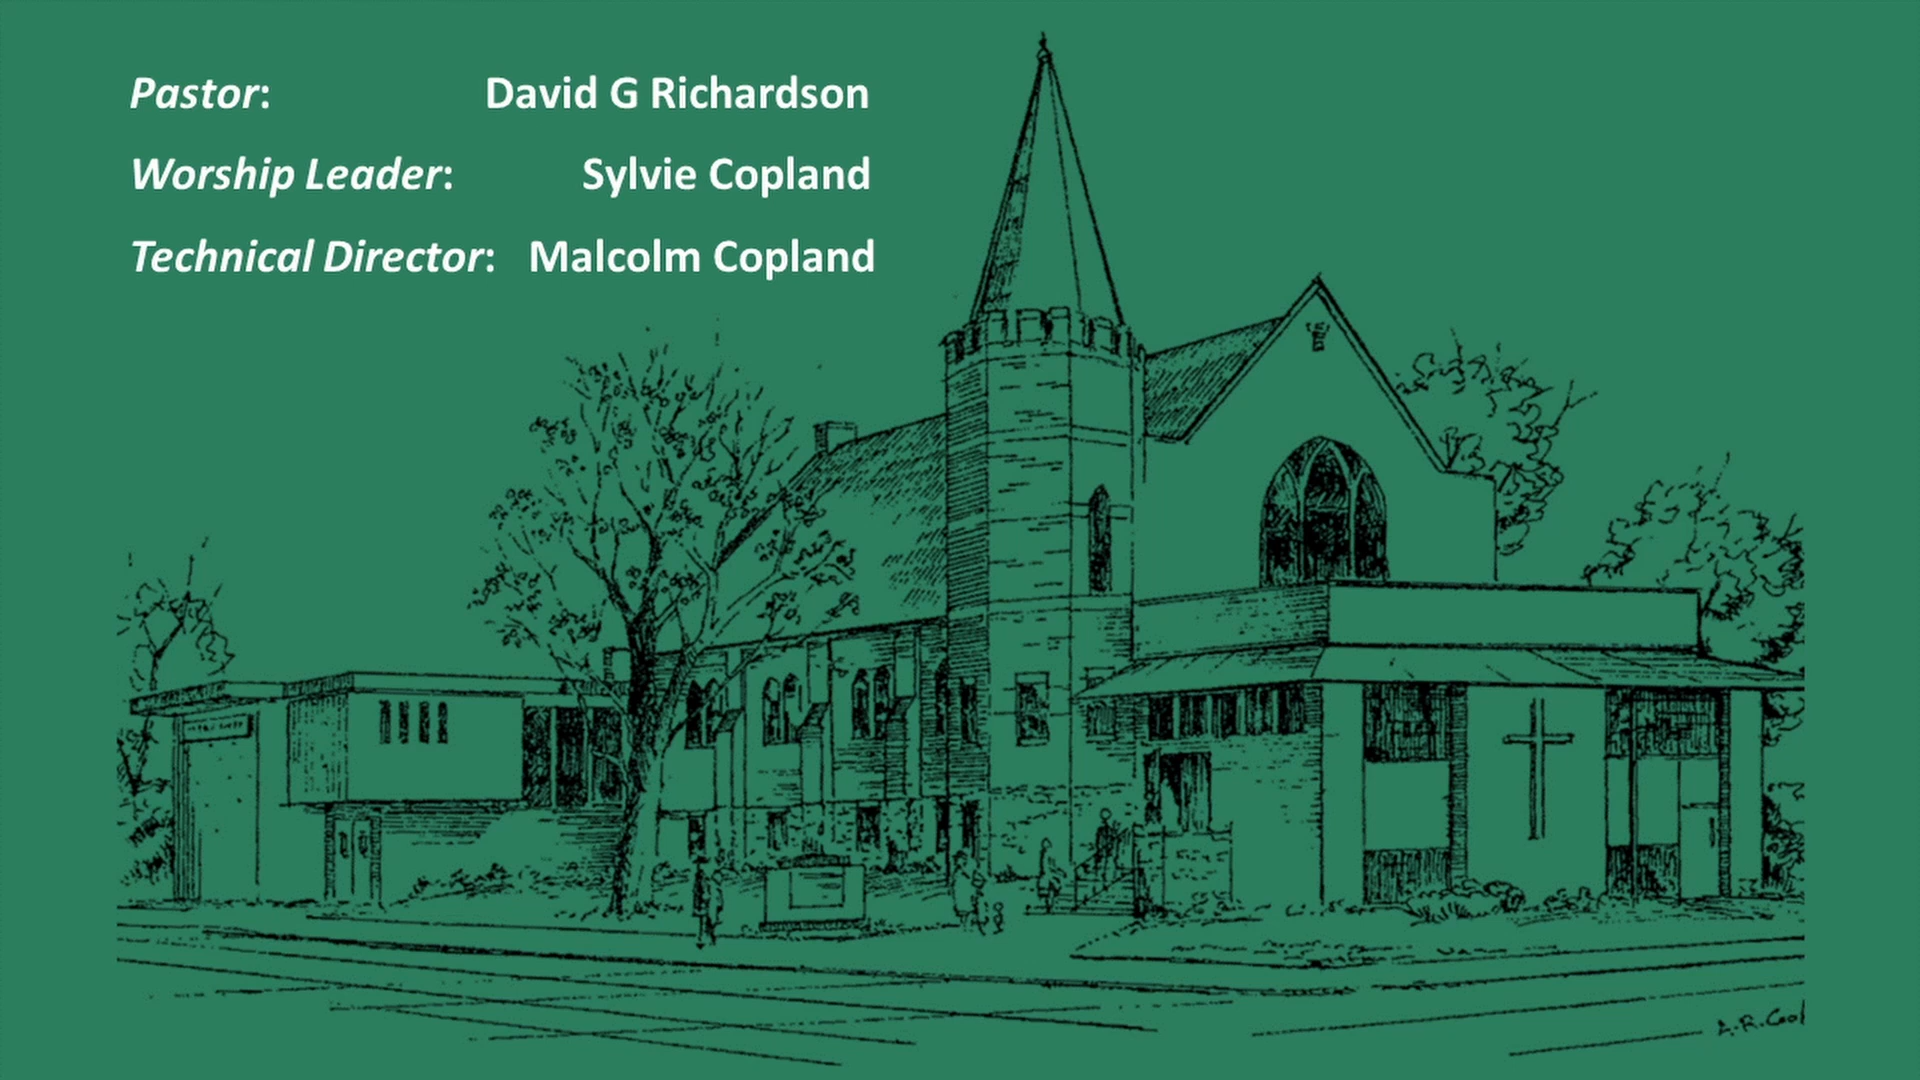 Pastor: David G Richardson
Worship Leader: Sylvie Copland
Technical Director: Malcolm Copland